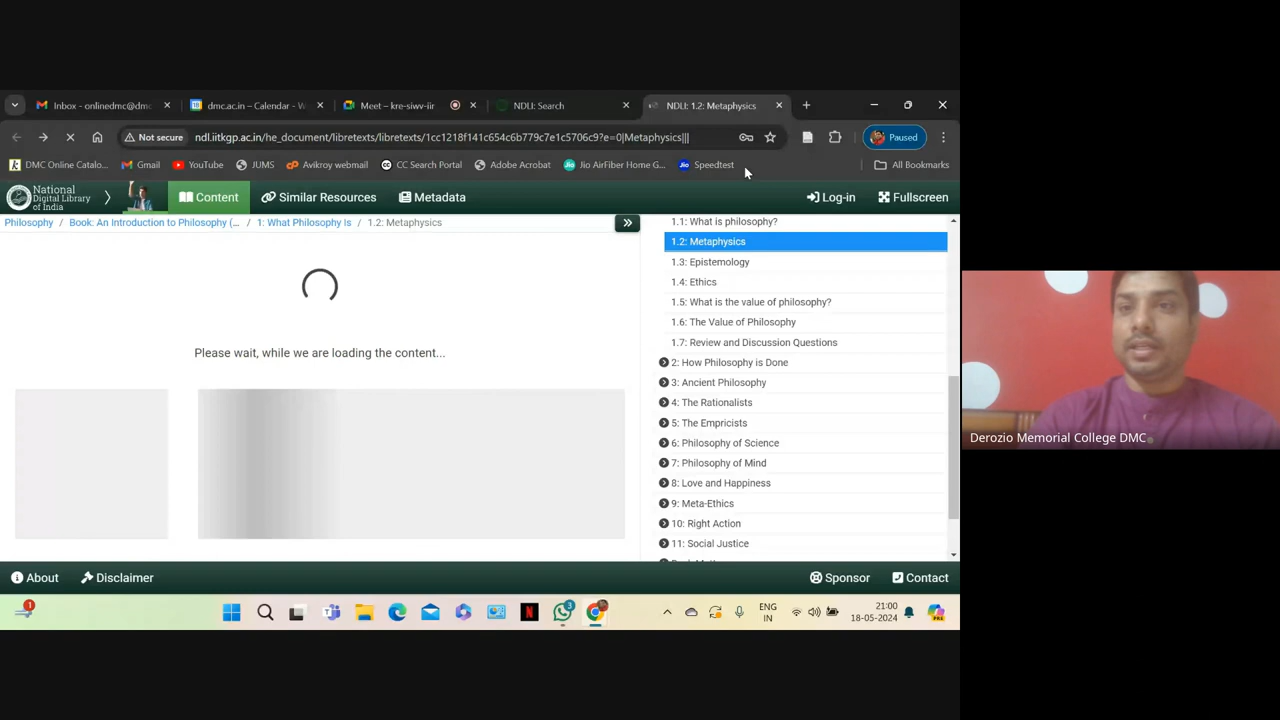 Inbox - onlinedmc@dmc
31
dmc.ac.in - Calendar - W
Meet - kre-siwv-iir
NDLI: Search
NDLI: 1.2: Metaphysics
Not secure
ndl.iitkgp.ac.in/he_document/libretexts/libretexts/1cc1218f141c654c6b779c7e1c5706c9?e=0|Metaphysics|||
Paused
DMC Online Catalo...
Gmail
YouTube
JUMS
Avikroy webmail
CC Search Portal
Adobe Acrobat
Jio
Jio AirFiber Home G...
Jio
Speedtest
All Bookmarks
National
Digital Library
of India
Content
Similar Resources
Metadata
Log-in
Fullscreen
Philosophy / Book: An Introduction to Philosophy (... / 1: What Philosophy Is / 1.2: Metaphysics
Please wait, while we are loading the content...
1.1: What is philosophy?
1.2: Metaphysics
1.3: Epistemology
1.4: Ethics
1.5: What is the value of philosophy?
1.6: The Value of Philosophy
1.7: Review and Discussion Questions
2: How Philosophy is Done
3: Ancient Philosophy
4: The Rationalists
5: The Empricists
6: Philosophy of Science
7: Philosophy of Mind
8: Love and Happiness
9: Meta-Ethics
10: Right Action
11: Social Justice
Derozio Memorial College DMC
About
Disclaimer
Sponsor
Contact
1
N
3
ENG
IN
21:00
18-05-2024
PRE